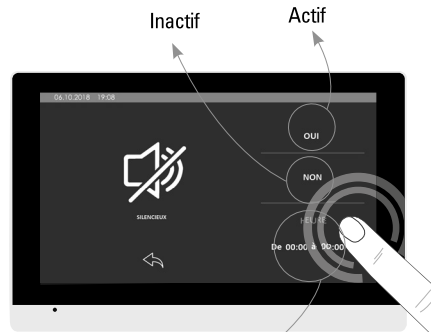 Inactif
Actif
06.10.2018 19:08
OUI
NON
SILENCIEUX
HEURE
De 00:00 à 00:00